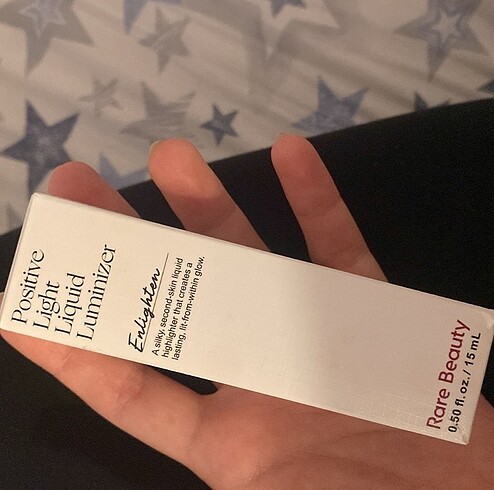 Positive
Light
Liquid
Luminizer
Enlighten
A silky, second-skin liquid
highlighter that creates a
lasting, lit-from-within glow.
Rare Beauty
0.50 fl. oz. / 15 mL